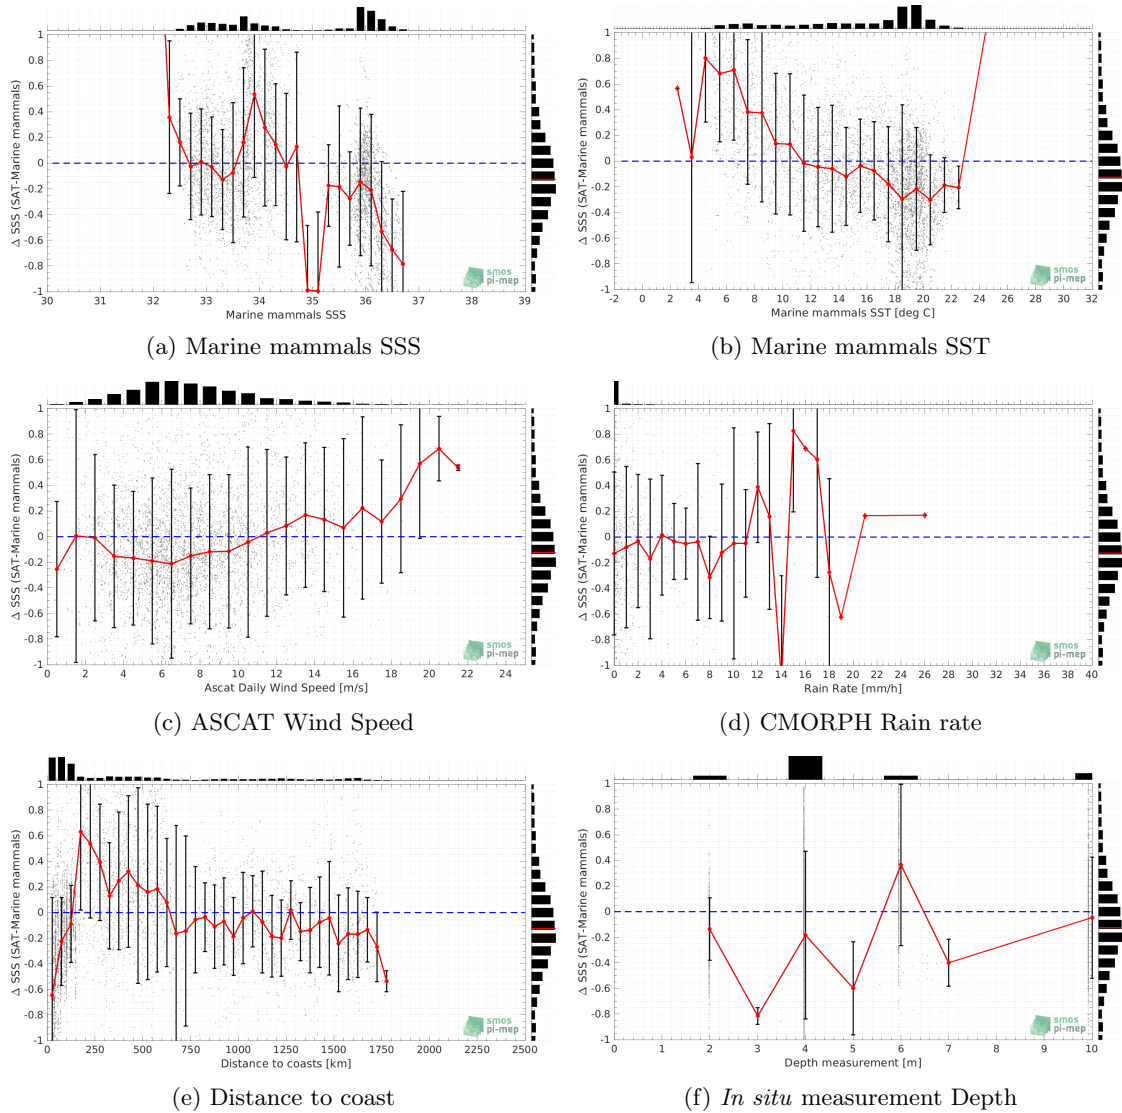 Δ SSS (SAT-Marine mammals)
1
0.8
0.6
0.4
0.2
0
-0.2
-0.4
-0.6
-0.8
-1
30 31 32 33 34 35 36 37 38 39
Marine mammals SSS
smos
pi-mep
(a) Marine mammals SSS
Δ SSS (SAT-Marine mammals)
1
0.8
0.6
0.4
0.2
0
-0.2
-0.4
-0.6
-0.8
-1
-2 0 2 4 6 8 10 12 14 16 18 20 22 24 26 28 30 32
Marine mammals SST [deg C]
smos
pi-mep
(b) Marine mammals SST
Δ SSS (SAT-Marine mammals)
1
0.8
0.6
0.4
0.2
0
-0.2
-0.4
-0.6
-0.8
-1
0 2 4 6 8 10 12 14 16 18 20 22 24
Ascat Daily Wind Speed [m/s]
smos
pi-mep
(c) ASCAT Wind Speed
Δ SSS (SAT-Marine mammals)
1
0.8
0.6
0.4
0.2
0
-0.2
-0.4
-0.6
-0.8
-1
0 2 4 6 8 10 12 14 16 18 20 22 24 26 28 30 32 34 36 38 40
Rain Rate [mm/h]
smos
pi-mep
(d) CMORPH Rain rate
Δ SSS (SAT-Marine mammals)
1
0.8
0.6
0.4
0.2
0
-0.2
-0.4
-0.6
-0.8
-1
0 250 500 750 1000 1250 1500 1750 2000 2250 2500
Distance to coasts [km]
smos
pi-mep
(e) Distance to coast
Δ SSS (SAT-Marine mammals)
1
0.8
0.6
0.4
0.2
0
-0.2
-0.4
-0.6
-0.8
-1
0 1 2 3 4 5 6 7 8 9 10
Depth measurement [m]
smos
pi-mep
(f) In situ measurement Depth